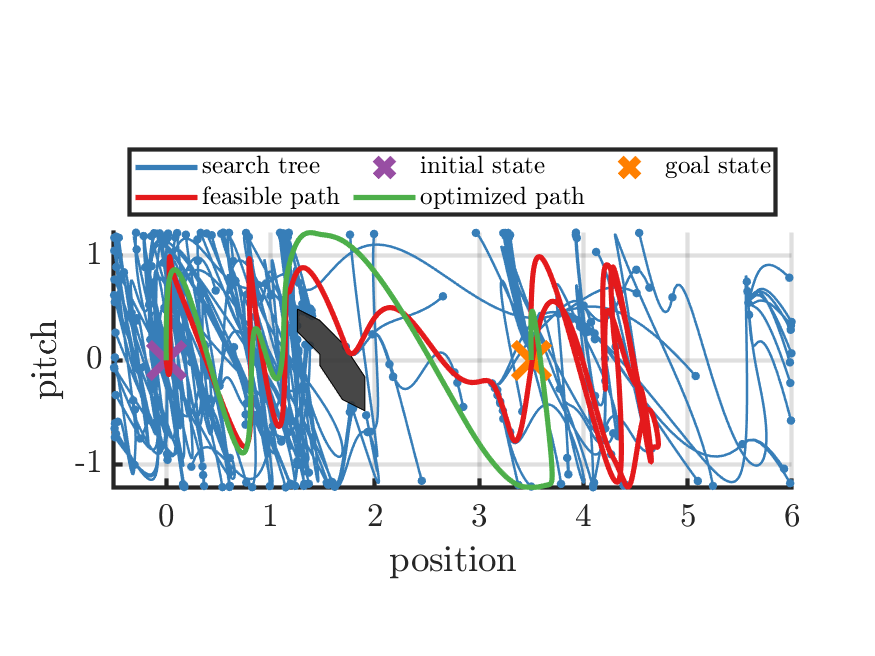 search tree initial state goal state
feasible path optimized path
1
0
-1
pitch
0 1 2 3 4 5 6
position